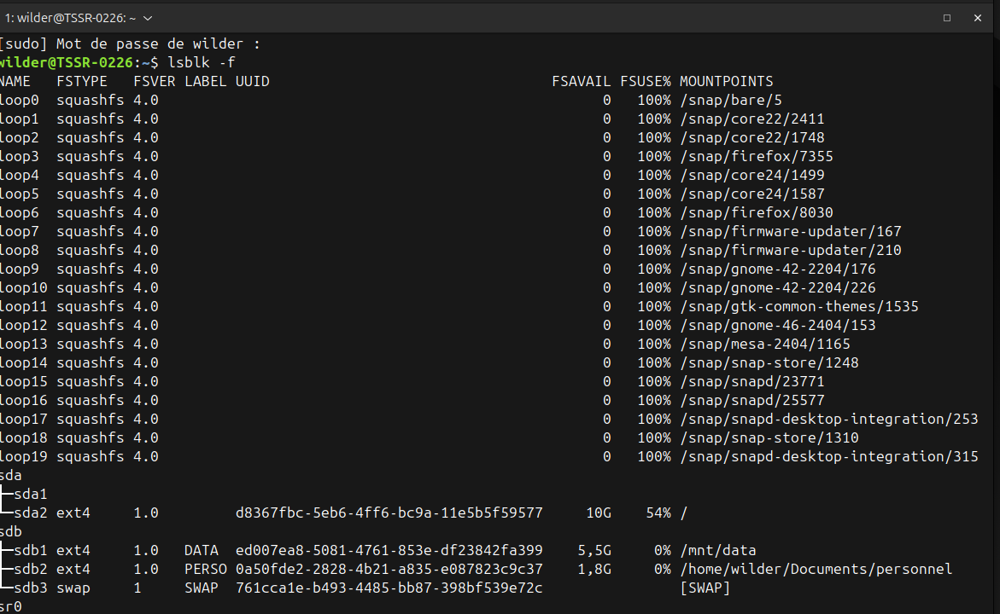 1: wilder@TSSR-0226: ~
[sudo] Mot de passe de wilder :
wilder@TSSR-0226:~$ lsblk -f
NAME   FSTYPE   FSVER LABEL UUID                                 FSAVAIL FSUSE% MOUNTPOINTS
loop0  squashfs 4.0                                                    0   100% /snap/bare/5
loop1  squashfs 4.0                                                    0   100% /snap/core22/2411
loop2  squashfs 4.0                                                    0   100% /snap/core22/1748
loop3  squashfs 4.0                                                    0   100% /snap/firefox/7355
loop4  squashfs 4.0                                                    0   100% /snap/core24/1499
loop5  squashfs 4.0                                                    0   100% /snap/core24/1587
loop6  squashfs 4.0                                                    0   100% /snap/firefox/8030
loop7  squashfs 4.0                                                    0   100% /snap/firmware-updater/167
loop8  squashfs 4.0                                                    0   100% /snap/firmware-updater/210
loop9  squashfs 4.0                                                    0   100% /snap/gnome-42-2204/176
loop10 squashfs 4.0                                                    0   100% /snap/gnome-42-2204/226
loop11 squashfs 4.0                                                    0   100% /snap/gtk-common-themes/1535
loop12 squashfs 4.0                                                    0   100% /snap/gnome-46-2404/153
loop13 squashfs 4.0                                                    0   100% /snap/mesa-2404/1165
loop14 squashfs 4.0                                                    0   100% /snap/snap-store/1248
loop15 squashfs 4.0                                                    0   100% /snap/snapd/23771
loop16 squashfs 4.0                                                    0   100% /snap/snapd/25577
loop17 squashfs 4.0                                                    0   100% /snap/snapd-desktop-integration/253
loop18 squashfs 4.0                                                    0   100% /snap/snap-store/1310
loop19 squashfs 4.0                                                    0   100% /snap/snapd-desktop-integration/315
sda
├─sda1
└─sda2 ext4     1.0         d8367fbc-5eb6-4ff6-bc9a-11e5b5f59577     10G    54% /
sdb
├─sdb1 ext4     1.0   DATA  ed007ea8-5081-4761-853e-df23842fa399    5,5G     0% /mnt/data
├─sdb2 ext4     1.0   PERSO 0a50fde2-2828-4b21-a835-e087823c9c37    1,8G     0% /home/wilder/Documents/personnel
└─sdb3 swap     1     SWAP  761cca1e-b493-4485-bb87-398bf539e72c                [SWAP]
sr0